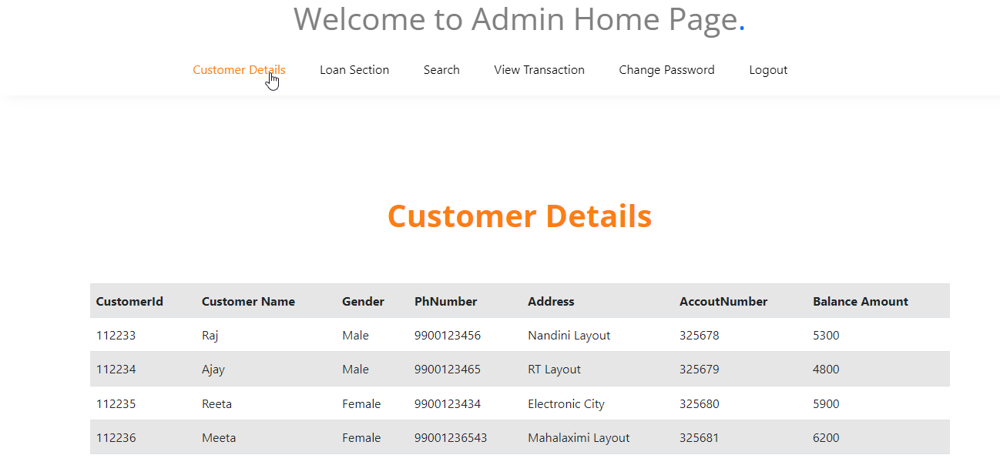 Welcome to Admin Home Page.
Customer Details Loan Section Search View Transaction Change Password Logout
Customer Details
CustomerId Customer Name Gender PhNumber Address AccoutNumber Balance Amount
112233 Raj Male 9900123456 Nandini Layout 325678 5300
112234 Ajay Male 9900123465 RT Layout 325679 4800
112235 Reeta Female 9900123434 Electronic City 325680 5900
112236 Meeta Female 99001236543 Mahalaximi Layout 325681 6200